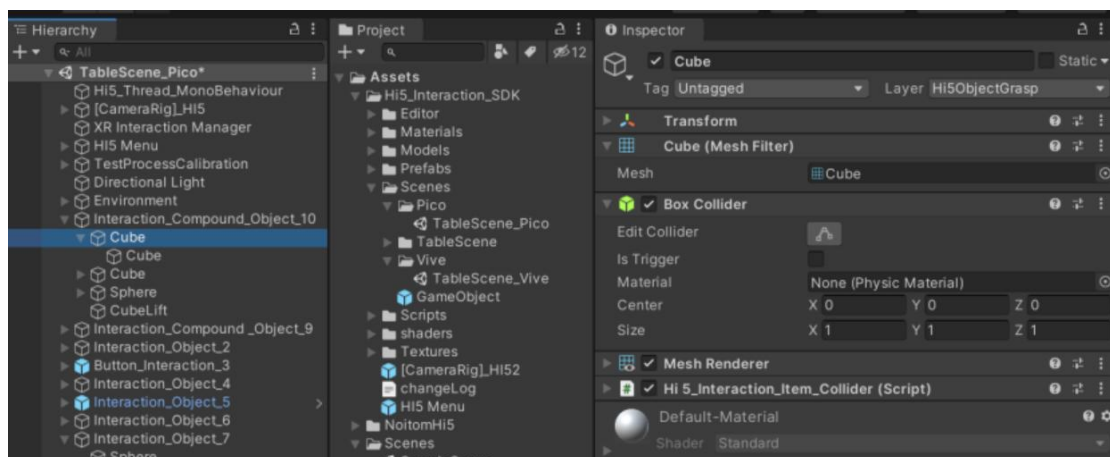 Hierarchy
All
TableScene_Pico*
Hi5_Thread_MonoBehaviour
[CameraRig]_HI5
XR Interaction Manager
HI5 Menu
TestProcessCalibration
Directional Light
Environment
Interaction_Compound_Object_10
Cube
Cube
Cube
Sphere
CubeLift
Interaction_Compound _Object_9
Interaction_Object_2
Button_Interaction_3
Interaction_Object_4
Interaction_Object_5
Interaction_Object_6
Interaction_Object_7
Sphere
Project
12
Assets
Hi5_Interaction_SDK
Editor
Materials
Models
Prefabs
Scenes
Pico
TableScene_Pico
TableScene
Vive
TableScene_Vive
GameObject
Scripts
shaders
Textures
[CameraRig]_HI52
changeLog
HI5 Menu
NoitomHi5
Scenes
Inspector
Cube Static
Tag Untagged Layer Hi5ObjectGrasp
Transform
Cube (Mesh Filter)
Mesh Cube
Box Collider
Edit Collider
Is Trigger
Material None (Physic Material)
Center X 0 Y 0 Z 0
Size X 1 Y 1 Z 1
Mesh Renderer
Hi 5_Interaction_Item_Collider (Script)
Default-Material
Shader Standard